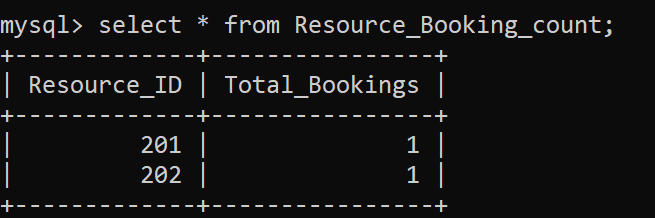 mysql> select * from Resource_Booking_count;
+-------------+----------------+
| Resource_ID | Total_Bookings |
+-------------+----------------+
|         201 |              1 |
|         202 |              1 |
+-------------+----------------+